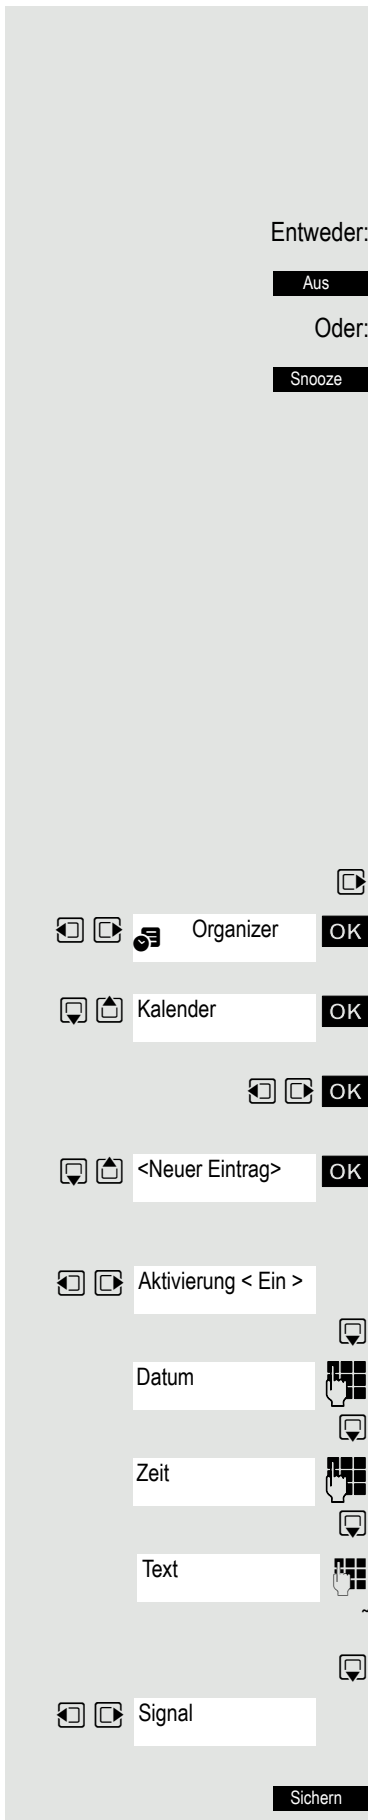 Entweder:
Aus
Oder:
Snooze
Organizer OK
Kalender OK
OK
<Neuer Eintrag> OK
Aktivierung < Ein >
Datum
Zeit
Text
~
Signal
Sichern